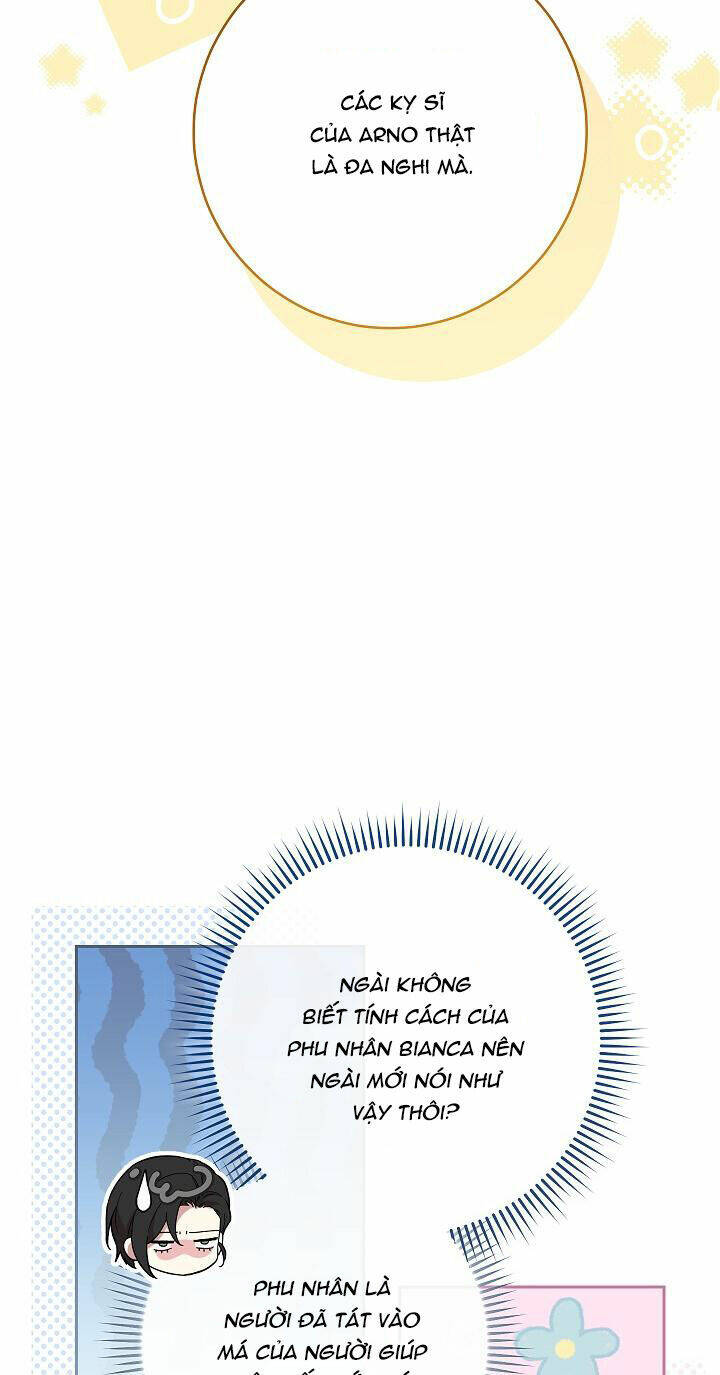 CÁC KỴ SĨ
CỦA ARNO THẬT
LÀ ĐA NGHI MÀ.
NGÀI KHÔNG
BIẾT TÍNH CÁCH CỦA
PHU NHÂN BIANCA NÊN
NGÀI MỚI NÓI NHƯ
VẬY THÔI?
PHU NHÂN LÀ
NGƯỜI ĐÃ TÁT VÀO
MÁ CỦA NGƯỜI GIÚP